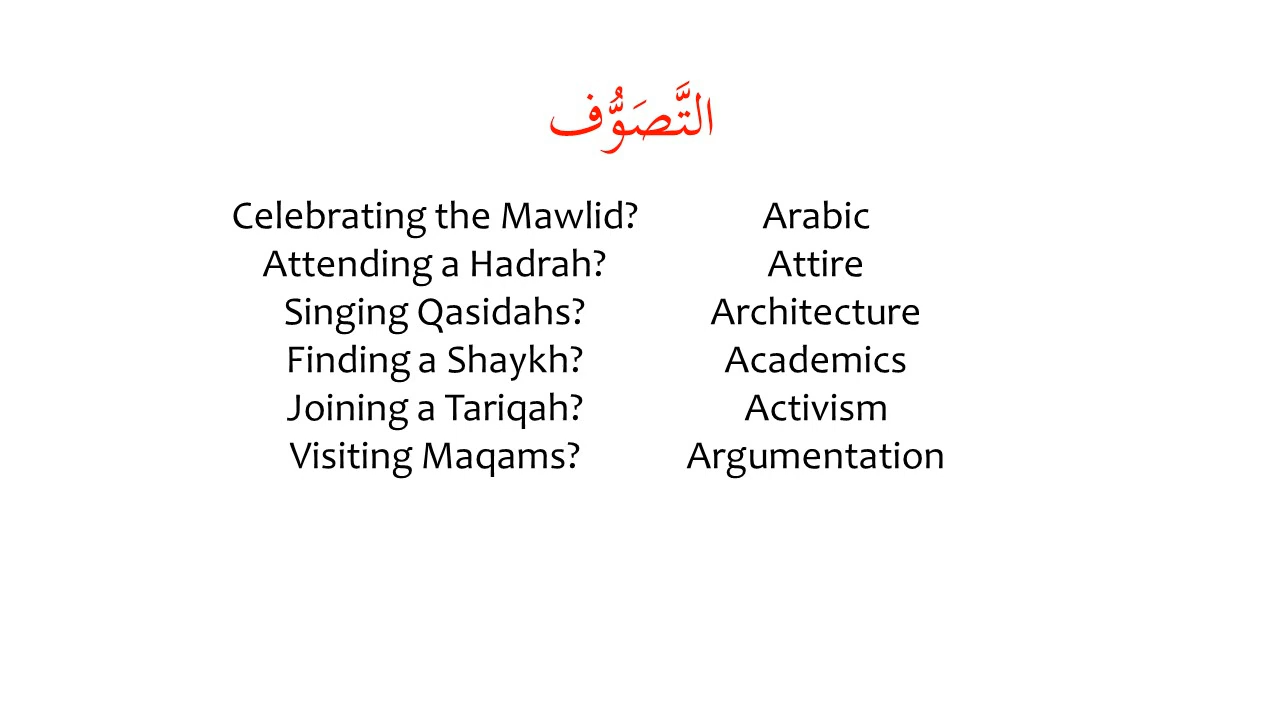 التَّصَوُّف
Celebrating the Mawlid?
Attending a Hadrah?
Singing Qasidahs?
Finding a Shaykh?
Joining a Tariqah?
Visiting Maqams?
Arabic
Attire
Architecture
Academics
Activism
Argumentation